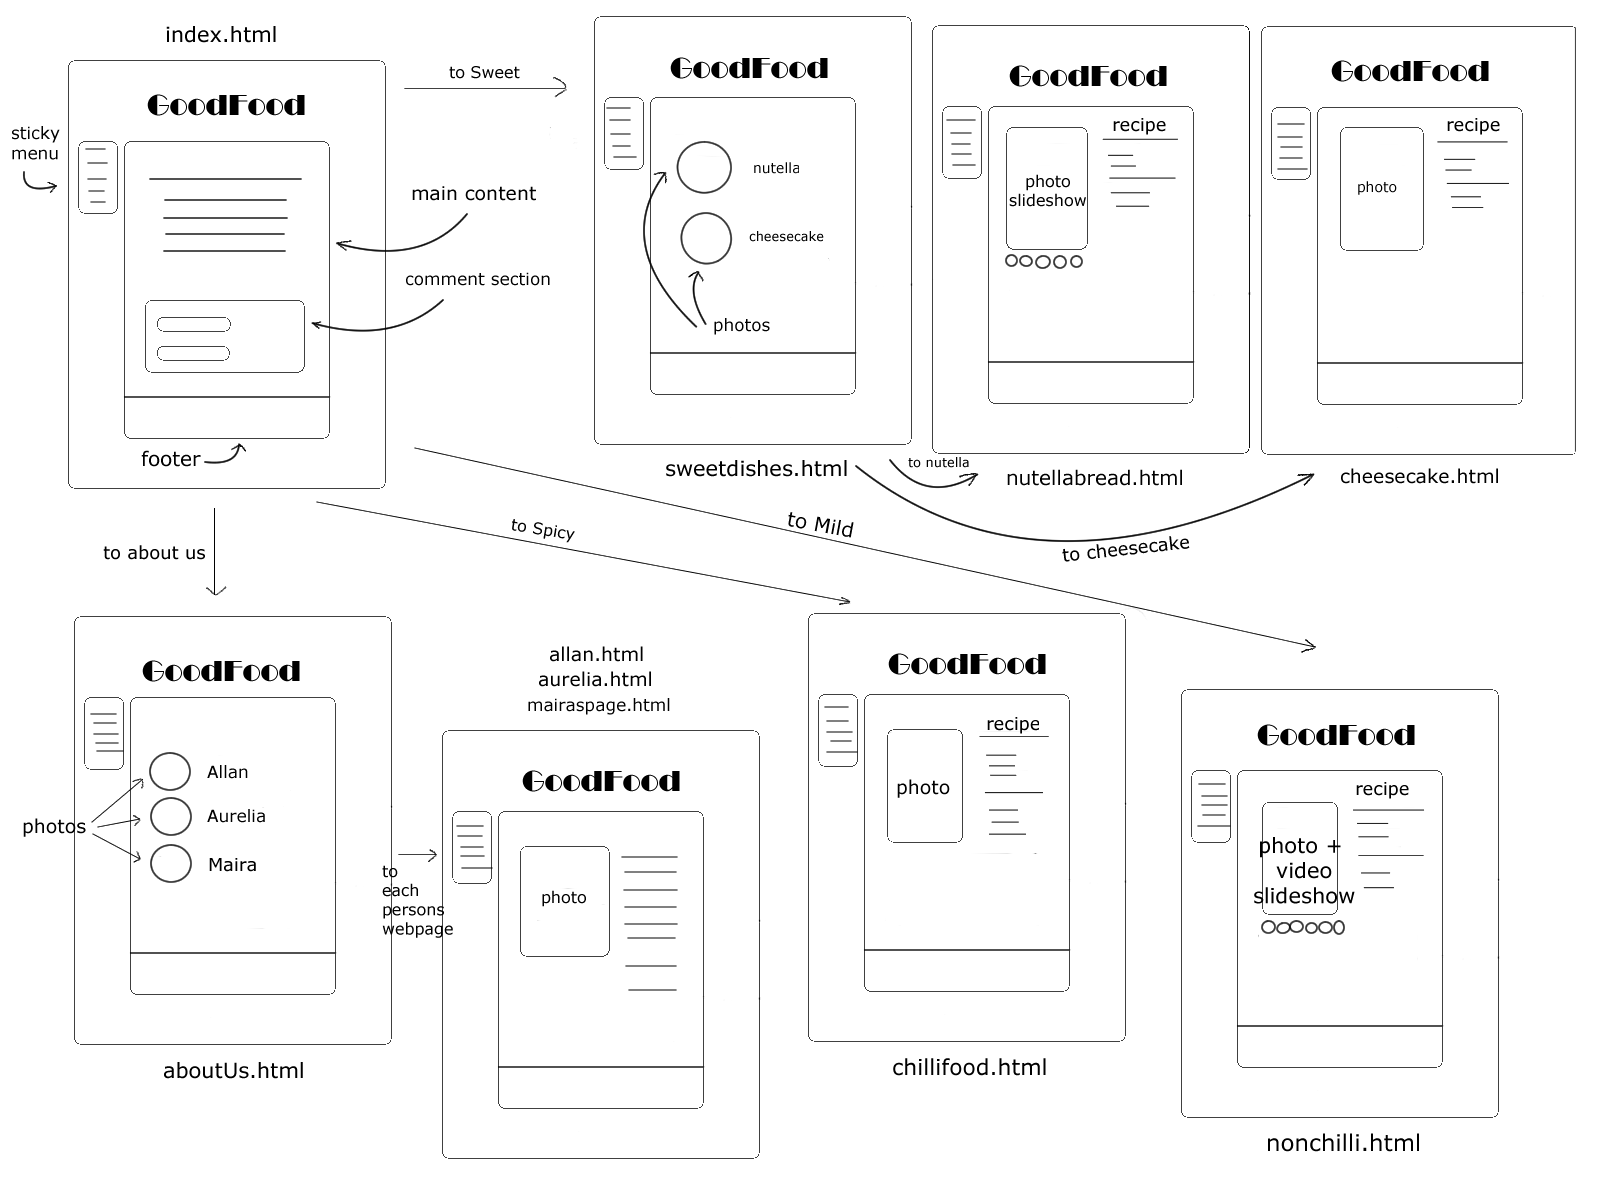 index.html
GoodFood
sticky
menu
main content
comment section
footer
to Sweet
GoodFood
nutella
cheesecake
photos
sweetdishes.html
GoodFood
recipe
photo
slideshow
to nutella
nutellabread.html
GoodFood
recipe
photo
cheesecake.html
to cheesecake
to Mild
to Spicy
to about us
GoodFood
Allan
Aurelia
Maira
photos
aboutUs.html
to
each
persons
webpage
allan.html
aurelia.html
mairaspage.html
GoodFood
photo
GoodFood
recipe
photo
chillifood.html
GoodFood
recipe
photo +
video
slideshow
nonchilli.html